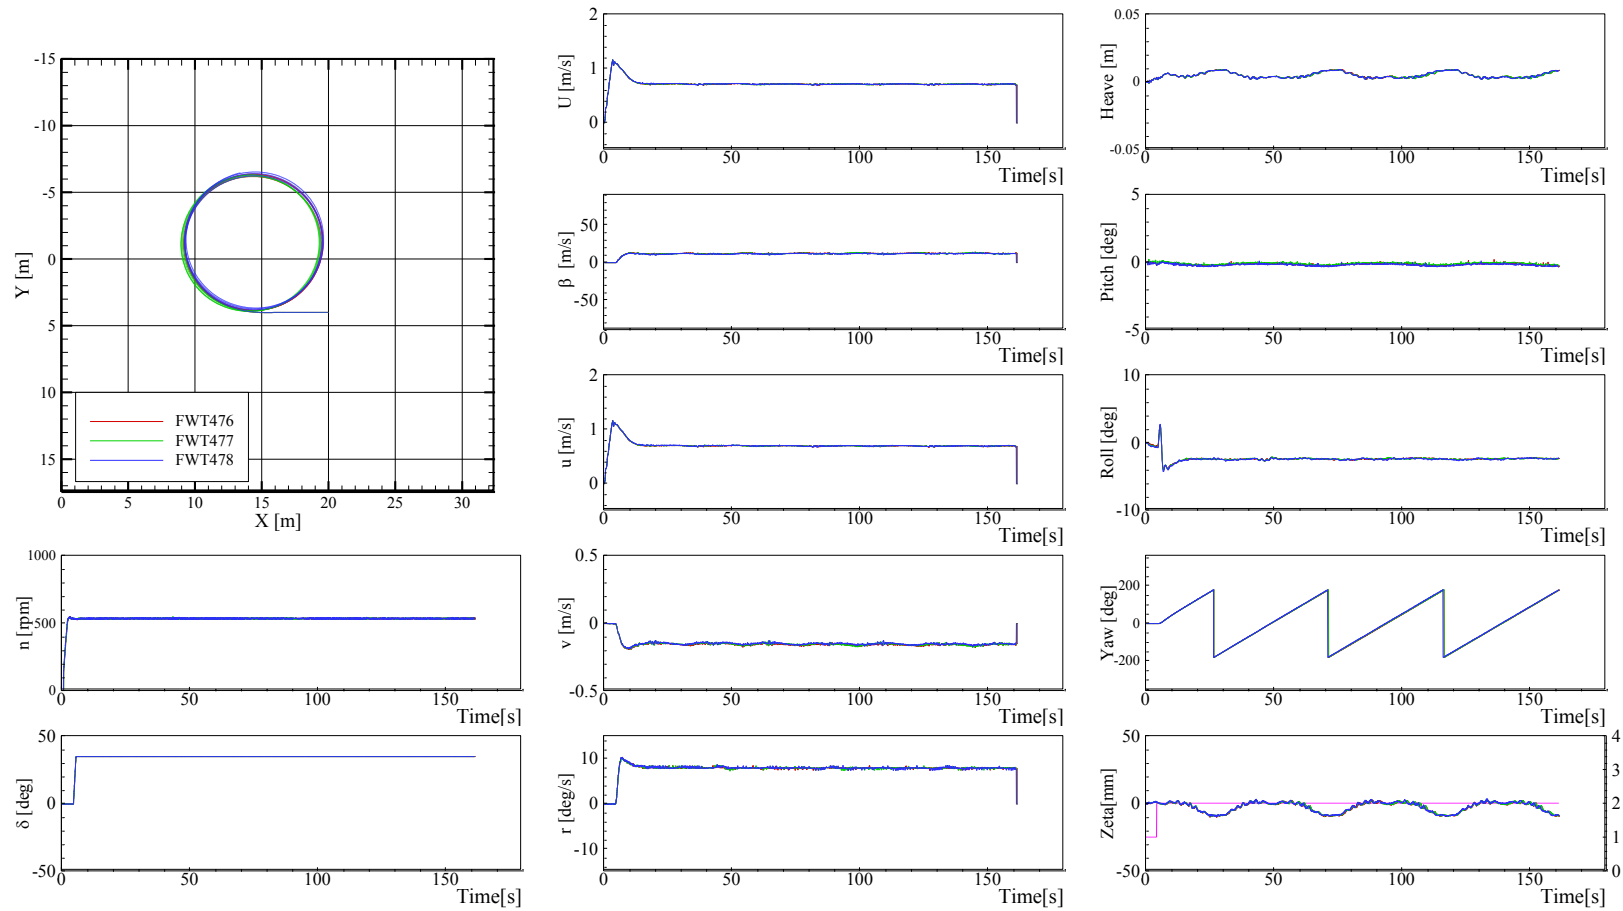 -15
-10
-5
0
5
10
15
Y [m]
FWT476
FWT477
FWT478
0 5 10 15 20 25 30
X [m]
1000
500
0
n [rpm]
0 50 100 150
Time[s]
50
0
-50
δ [deg]
0 50 100 150
Time[s]
2
1
0
U [m/s]
0 50 100 150
Time[s]
50
0
-50
β [m/s]
0 50 100 150
Time[s]
2
1
0
u [m/s]
0 50 100 150
Time[s]
0.5
0
-0.5
v [m/s]
0 50 100 150
Time[s]
10
0
-10
r [deg/s]
0 50 100 150
Time[s]
0.05
0
-0.05
Heave [m]
0 50 100 150
Time[s]
5
0
-5
Pitch [deg]
0 50 100 150
Time[s]
10
0
-10
Roll [deg]
0 50 100 150
Time[s]
200
0
-200
Yaw [deg]
0 50 100 150
Time[s]
50
0
-50
Zeta[mm]
4
3
2
1
0
0 50 100 150
Time[s]